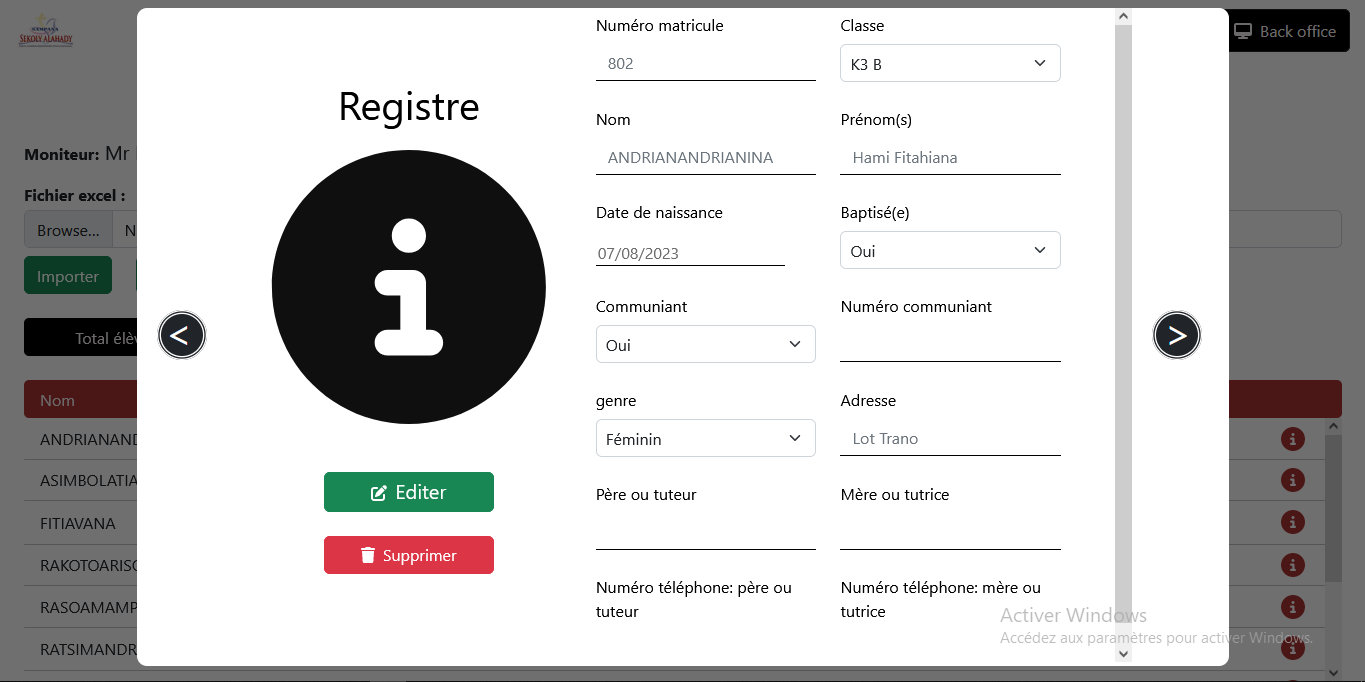 SEKOLY ALAHADY
Back office
Moniteur: Mr
Fichier excel :
Browse... N
Importer
Total élèv
Nom
ANDRIANAND
ASIMBOLATIA
FITIAVANA
RAKOTOARISO
RASOAMAMP
RATSIMANDR
Registre
<
>
Editer
Supprimer
Numéro matricule
802
Classe
K3 B
Nom
ANDRIANANDRIANINA
Prénom(s)
Hami Fitahiana
Date de naissance
07/08/2023
Baptisé(e)
Oui
Communiant
Oui
Numéro communiant
genre
Féminin
Adresse
Lot Trano
Père ou tuteur
Mère ou tutrice
Numéro téléphone: père ou
tuteur
Numéro téléphone: mère ou
tutrice
Activer Windows
Accédez aux paramètres pour activer Windows.